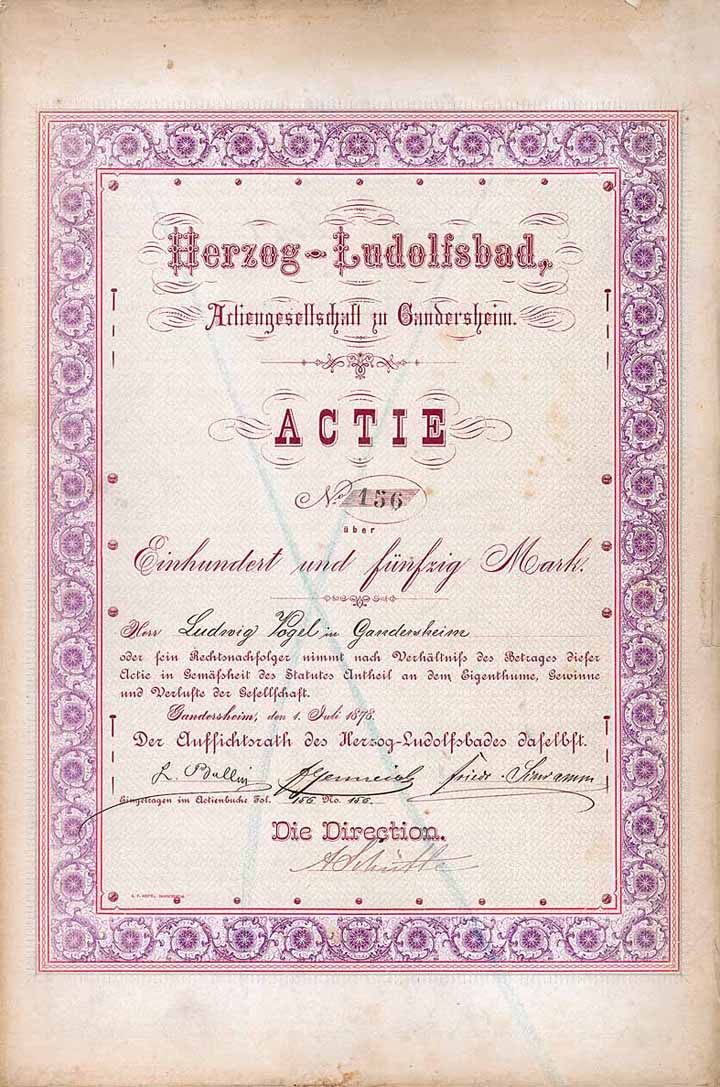 Herzog-Ludolfsbad,
Actiengesellschaft zu Gandersheim.
ACTIE
No. 156
über
Einhundert und fünfzig Mark.
Herr Ludwig Vogel in Gandersheim
oder sein Rechtsnachfolger nimmt nach Verhältniß des Betrages dieser
Actie in Gemäßheit des Statutes Antheil an dem Eigenthume, Gewinne
und Verluste der Gesellschaft.
Gandersheim, den 1. Juli 1878.
Der Aufsichtsrath des Herzog-Ludolfsbades daselbst.
L. Ballin
Eingetragen im Actienbuche Fol. 156 No. 156.
Die Direction.
A. Schütte